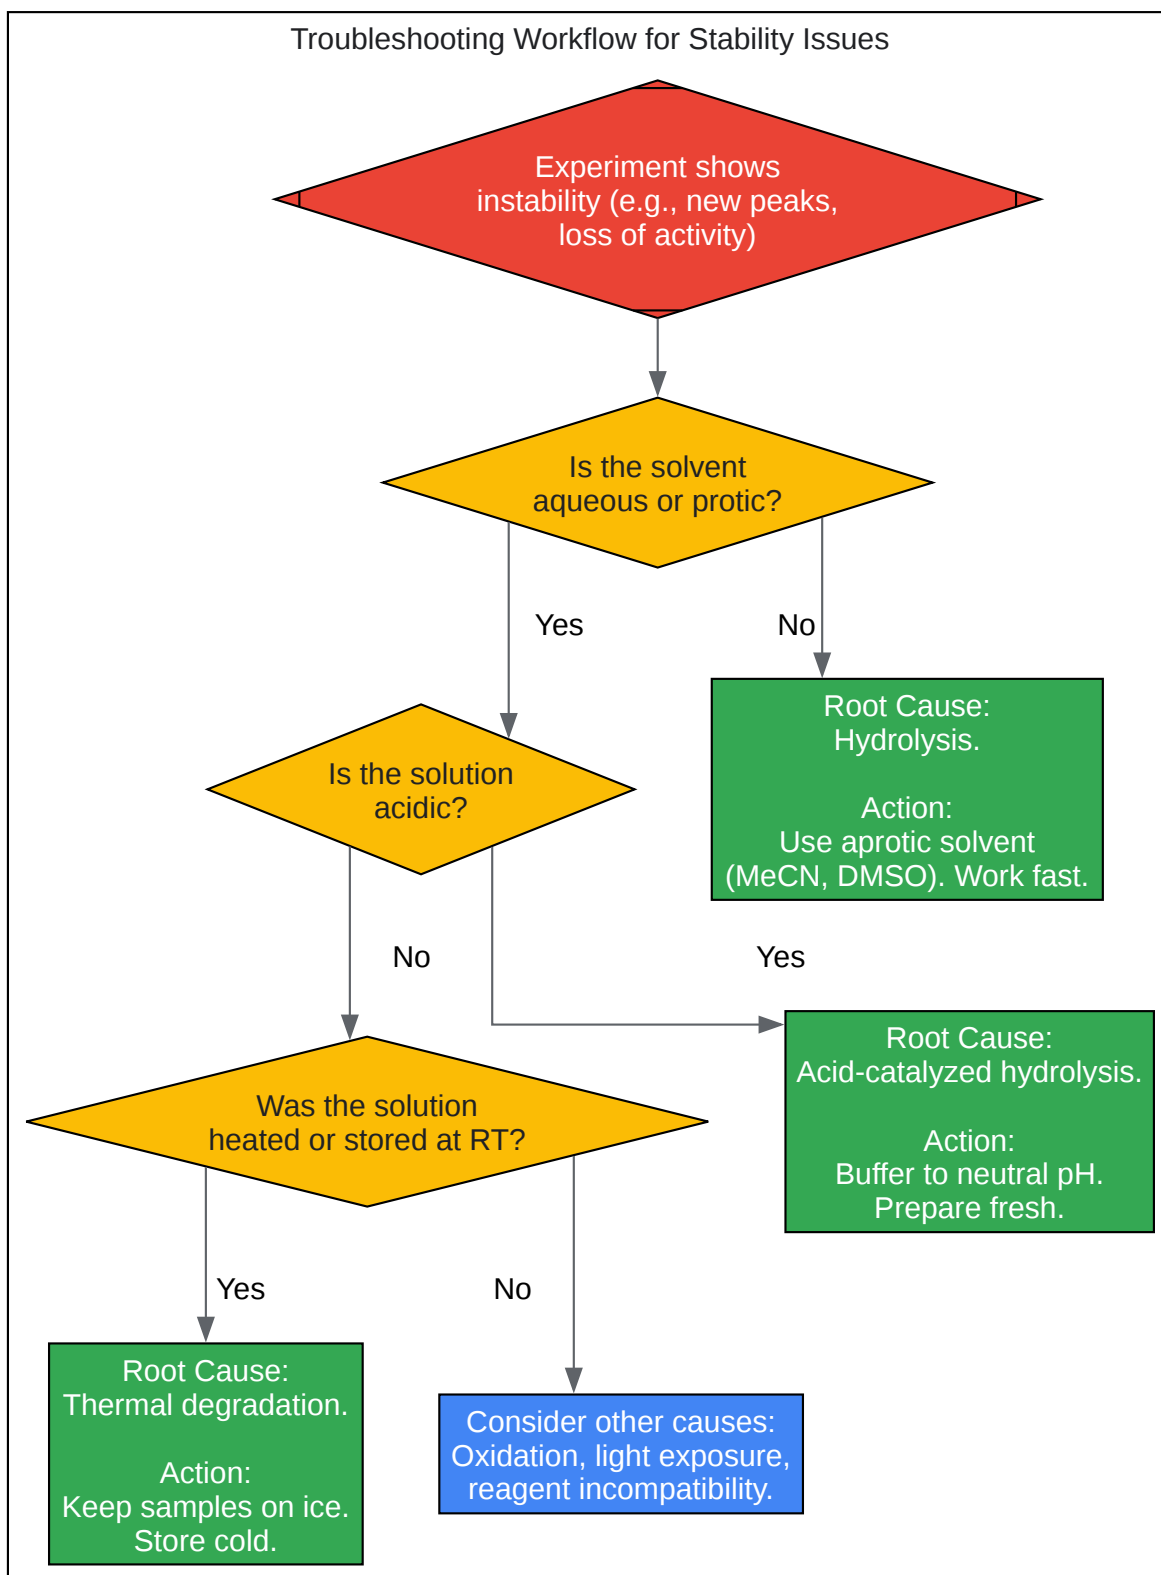 Troubleshooting Workflow for Stability Issues
Experiment shows
instability (e.g., new peaks,
loss of activity)
Is the solvent
aqueous or protic?
Yes
No
Root Cause:
Hydrolysis.
Action:
Use aprotic solvent
(MeCN, DMSO). Work fast.
Is the solution
acidic?
No
Yes
Root Cause:
Acid-catalyzed hydrolysis.
Action:
Buffer to neutral pH.
Prepare fresh.
Was the solution
heated or stored at RT?
Yes
No
Root Cause:
Thermal degradation.
Action:
Keep samples on ice.
Store cold.
Consider other causes:
Oxidation, light exposure,
reagent incompatibility.